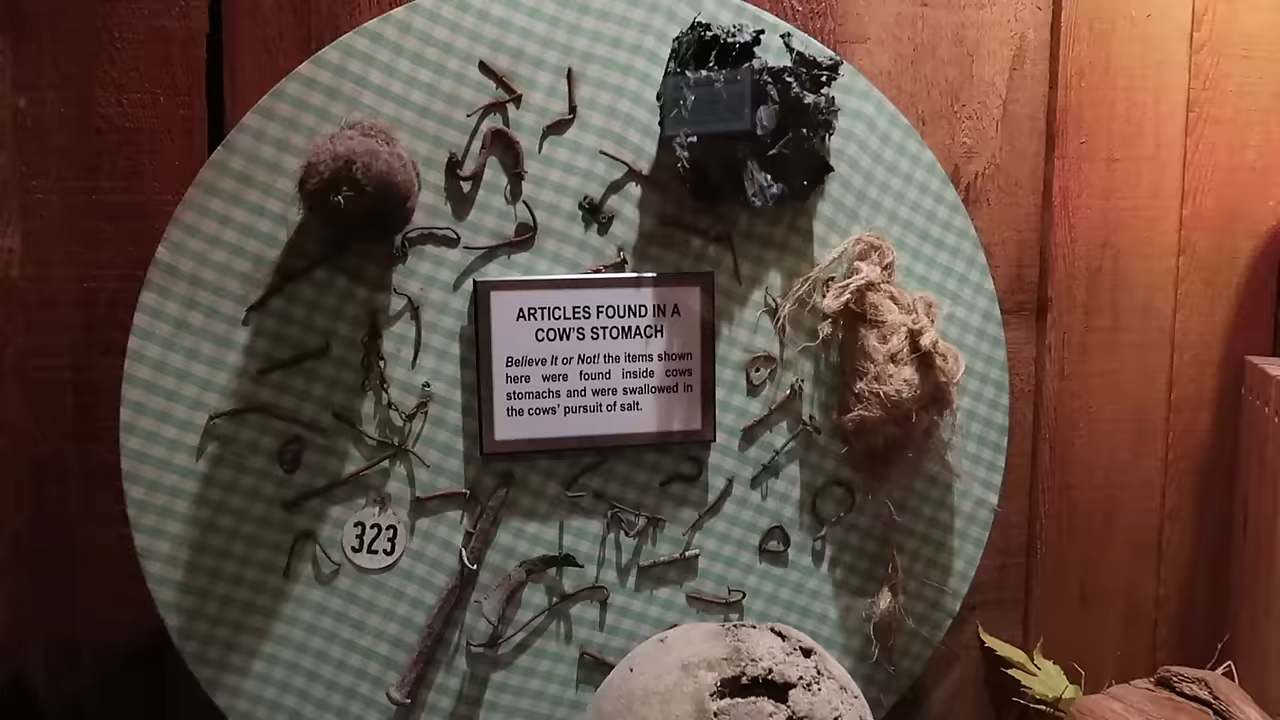 ARTICLES FOUND IN A
COW'S STOMACH
Believe It or Not! the items shown
here were found inside cows
stomachs and were swallowed in
the cows' pursuit of salt.
323